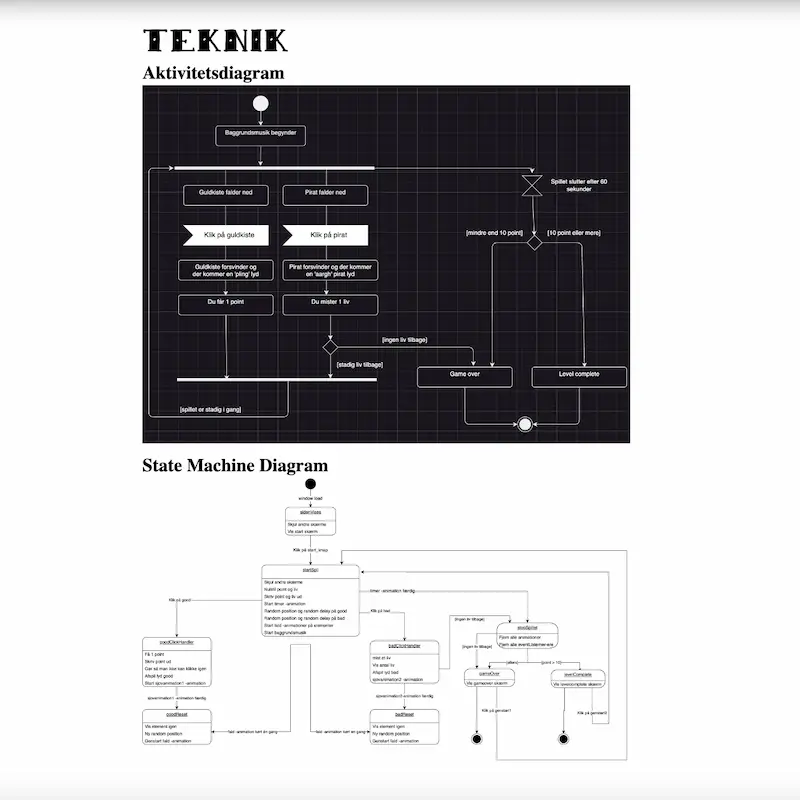 TEKNIK
Aktivitetsdiagram
Baggrundsmusik begynder
Guldkiste falder ned
Pirat falder ned
Spillet slutter efter 60
sekunder
Klik på guldkiste
Klik på pirat
[mindre end 10 point]
[10 point eller mere]
Guldkiste forsvinder og
der kommer en 'pling' lyd
Pirat forsvinder og der kommer
en 'aargh' pirat lyd
Du får 1 point
Du mister 1 liv
[ingen liv tilbage]
[stadig liv tilbage]
Game over
Level complete
[spillet er stadig i gang]
State Machine Diagram
window load
sidenVises
Skjul andre skærme
Vis start skærm
Klik på start_knap
startSpil
Skjul andre skærme
Nulstil point og liv
Skriv point og liv ud
Start timer -animation
Random position og random delay på good
Random position og random delay på bad
Start fald -animationer på elementer
Start baggrundsmusik
Klik på good
timer -animation færdig
Klik på bad
goodClickHandler
Få 1 point
Skriv point ud
Gør så man ikke kan klikke igen
Afspil lyd good
Start spinanimation1 -animation
badClickHandler
Mist et liv
Vis antal liv
Afspil lyd bad
spinanimation2 -animation
[ingen liv tilbage]
[ingen liv tilbage]
stopSpillet
Fjern alle animationer
Fjern alle eventListeners
[ellers]
[point > 10]
gameOver
Vis gameover skærm
levelComplete
Vis levelcomplete skærm
spinanimation1 -animation færdig
spinanimation2 -animation færdig
goodReset
Vis element igen
Ny random position
Genstart fald -animation
fald -animation kørt én gang
fald -animation kørt én gang
badReset
Vis element igen
Ny random position
Genstart fald -animation
Klik på genstart1
Klik på genstart2